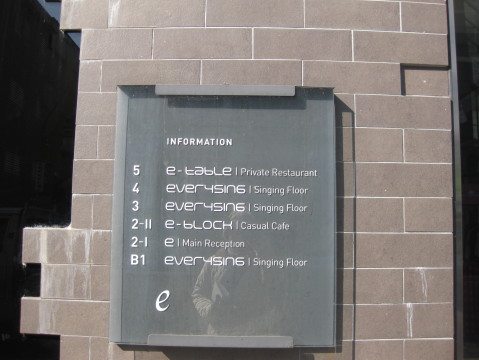 INFORMATION
5 e-table | Private Restaurant
4 everysing | Singing Floor
3 everysing | Singing Floor
2-II e-block | Casual Cafe
2-I e | Main Reception
B1 everysing | Singing Floor
e